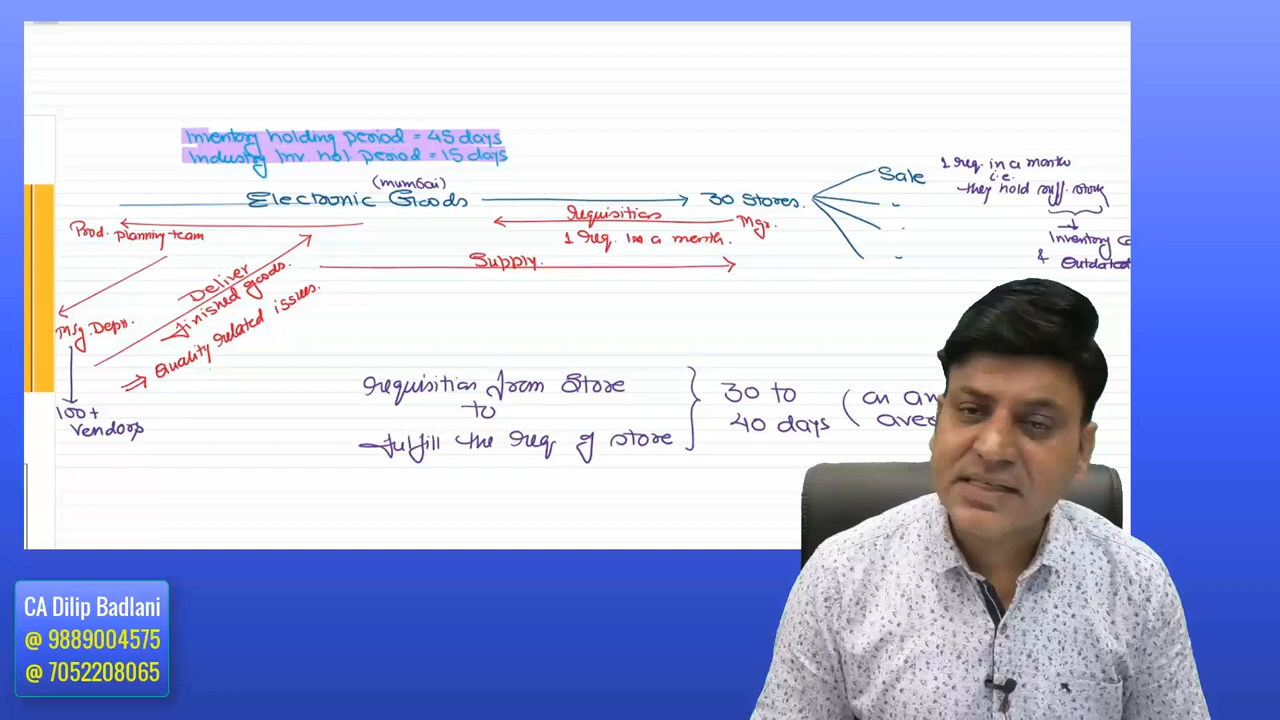 Inventory holding period = 45 days
Industry Inv. hol period = 15 days
(mumbai)
Electronic Goods
30 Stores.
Sale
1 req. in a month
i.e.
they hold suff. stock
Inventory
& Outdated
Requisition
Mgr.
1 Req. in a month.
Prod. planning team
Supply.
Deliver
finished goods.
⇒ Quality related issues.
Mfg. Deptt.
100+
Vendors
requisition from Store
to
fulfill the req of store
30 to
40 days
(an
CA Dilip Badlani
@ 9889004575
@ 7052208065